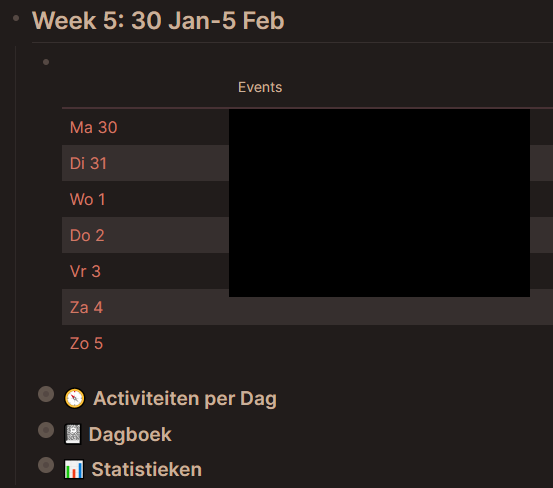 Week 5: 30 Jan-5 Feb
Events
Ma 30
Di 31
Wo 1
Do 2
Vr 3
Za 4
Zo 5
Activiteiten per Dag
Dagboek
Statistieken